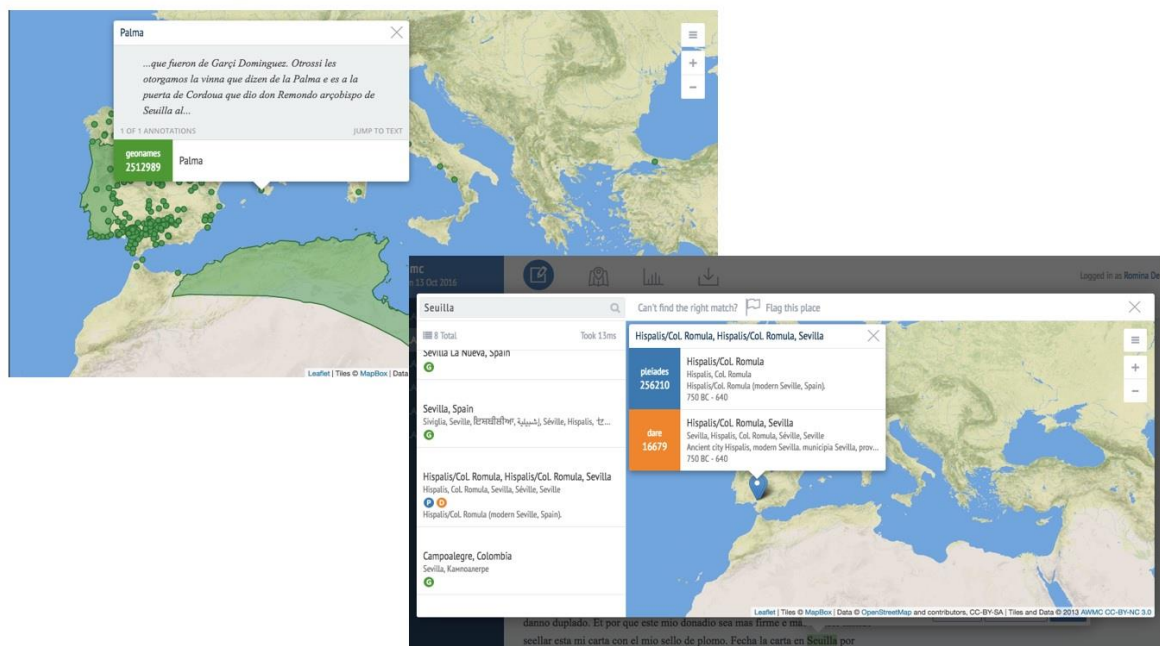 Palma
...que fueron de Garçi Dominguez. Otrossi les
otorgamos la vinna que dizen de la Palma e es a la
puerta de Cordoua que dio don Remondo arçobispo de
Seuilla al...
1 OF 1 ANNOTATIONS JUMP TO TEXT
geonames
2512989
Palma
Leaflet | Tiles © MapBox | Data
mc
13 Oct 2016
Logged in as Romina De
Seuilla
Can't find the right match? Flag this place
8 Total Took 13ms
Sevilla La Nueva, Spain
G
Sevilla, Spain
Siviglia, Seville, إشبيلية, Séville, Hispalis,
G
Hispalis/Col. Romula, Hispalis/Col. Romula, Sevilla
Hispalis, Col. Romula, Sevilla, Séville, Seville
P D
Hispalis/Col. Romula (modern Seville, Spain).
Campoalegre, Colombia
Sevilla, Кампоалегре
G
Hispalis/Col. Romula, Hispalis/Col. Romula, Sevilla
pleiades
256210
Hispalis/Col. Romula
Hispalis, Col. Romula
Hispalis/Col. Romula (modern Seville, Spain).
750 BC - 640
dare
16679
Hispalis/Col. Romula, Sevilla
Sevilla, Hispalis, Col. Romula, Séville, Seville
Ancient city Hispalis, modern Sevilla. municipia Sevilla, prov...
750 BC - 640
Leaflet | Tiles © MapBox | Data © OpenStreetMap and contributors, CC-BY-SA | Tiles and Data © 2013 AWMC CC-BY-NC 3.0
danno duplado. Et por que este mio donadio sea mas firme e
seellar esta mi carta con el mio sello de plomo. Fecha la carta en Seuilla por